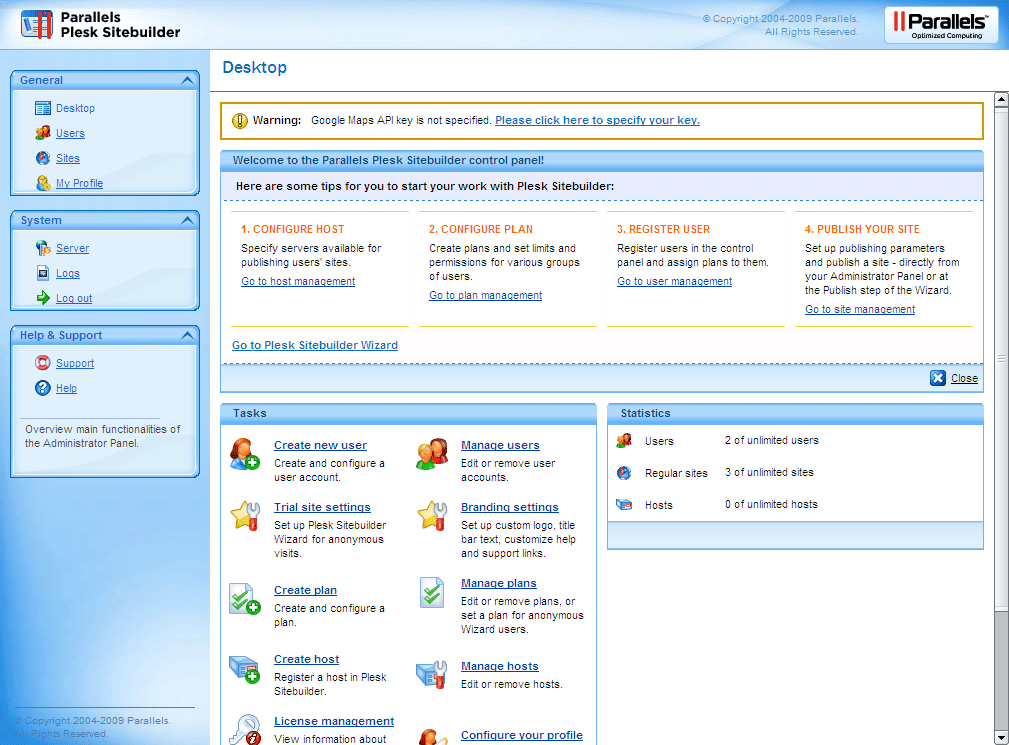 Parallels
Plesk Sitebuilder
© Copyright 2004-2009 Parallels.
All Rights Reserved.
Parallels™
Optimized Computing
General
Desktop
Users
Sites
My Profile
System
Server
Logs
Log out
Help & Support
Support
Help
Overview main functionalities of
the Administrator Panel.
© Copyright 2004-2009 Parallels.
All Rights Reserved.
Desktop
Warning: Google Maps API key is not specified. Please click here to specify your key.
Welcome to the Parallels Plesk Sitebuilder control panel!
Here are some tips for you to start your work with Plesk Sitebuilder:
1. CONFIGURE HOST
Specify servers available for
publishing users' sites.
Go to host management
2. CONFIGURE PLAN
Create plans and set limits and
permissions for various groups
of users.
Go to plan management
3. REGISTER USER
Register users in the control
panel and assign plans to them.
Go to user management
4. PUBLISH YOUR SITE
Set up publishing parameters
and publish a site - directly from
your Administrator Panel or at
the Publish step of the Wizard.
Go to site management
Go to Plesk Sitebuilder Wizard
Close
Tasks
Create new user
Create and configure a
user account.
Manage users
Edit or remove user
accounts.
Trial site settings
Set up Plesk Sitebuilder
Wizard for anonymous
visits.
Branding settings
Set up custom logo, title
bar text, customize help
and support links.
Create plan
Create and configure a
plan.
Manage plans
Edit or remove plans, or
set a plan for anonymous
Wizard users.
Create host
Register a host in Plesk
Sitebuilder.
Manage hosts
Edit or remove hosts.
License management
View information about
Configure your profile
Statistics
Users 2 of unlimited users
Regular sites 3 of unlimited sites
Hosts 0 of unlimited hosts